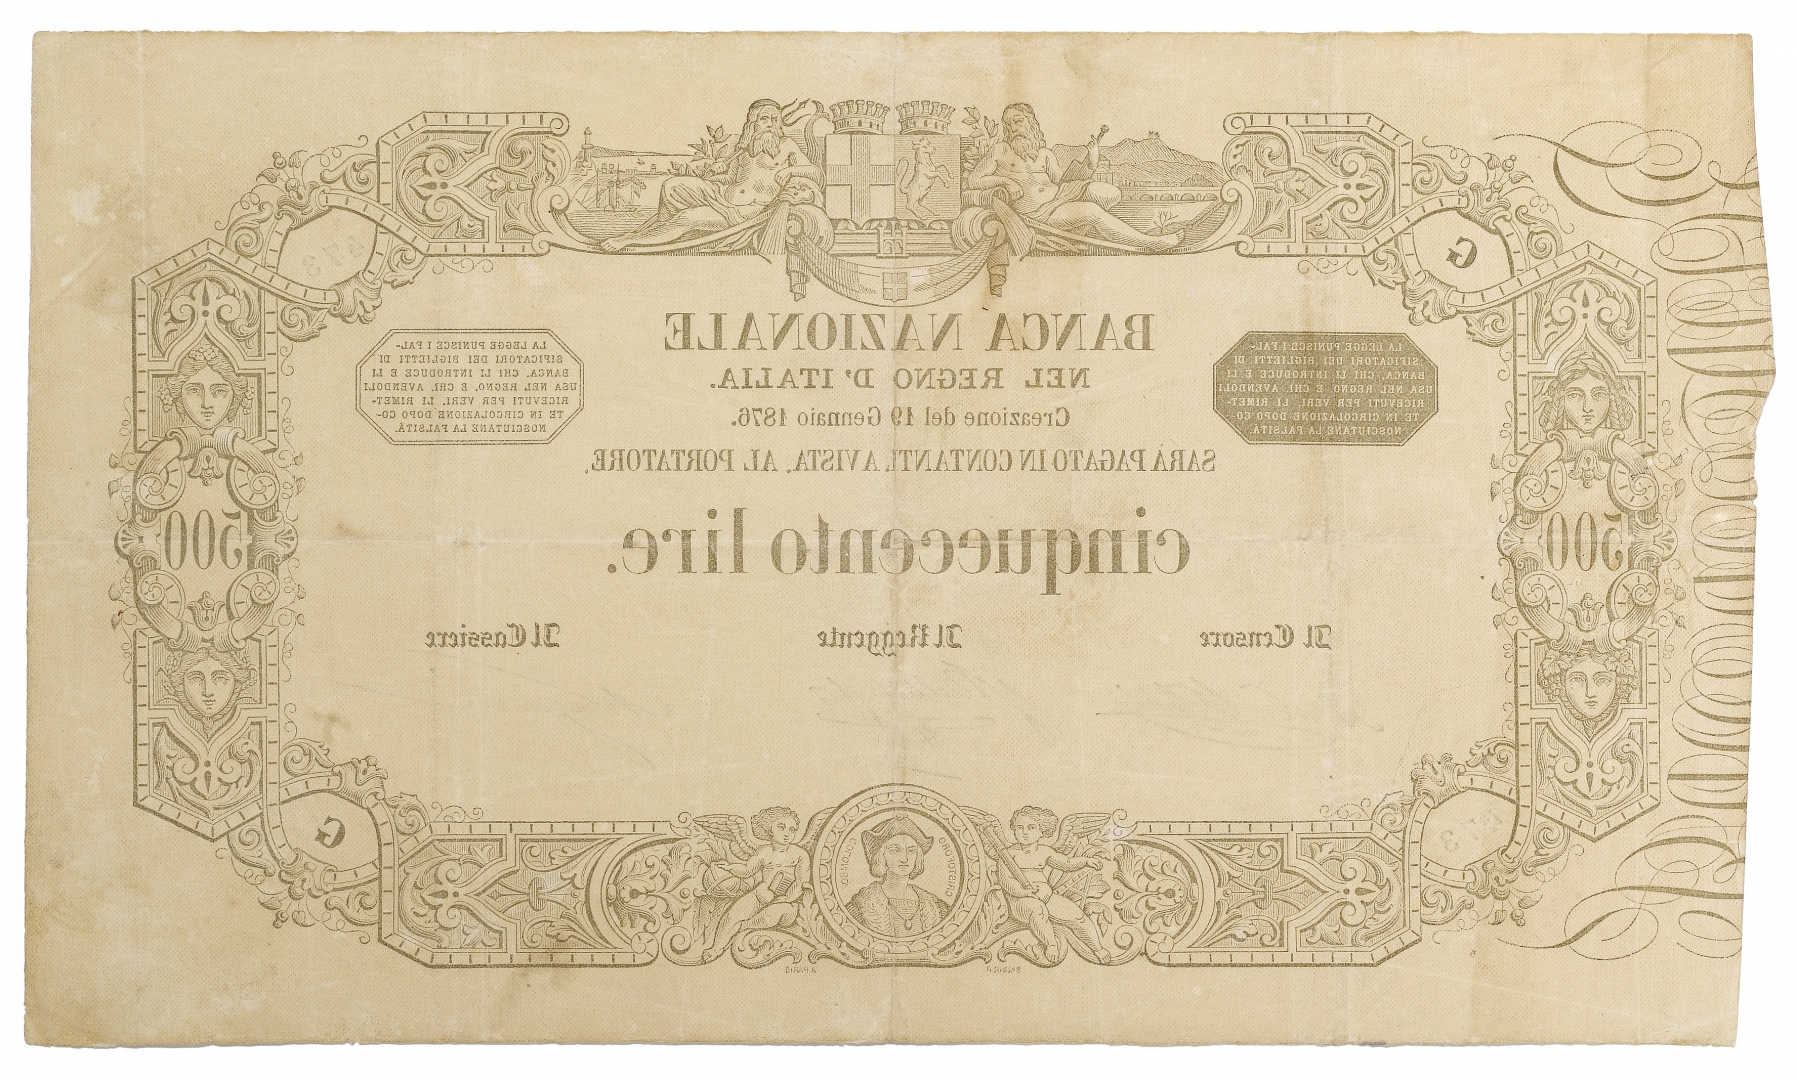 G
473
BANCA NAZIONALE
NEL REGNO D'ITALIA.
Creazione del 19 Gennaio 1876.
SARÀ PAGATO IN CONTANTI, A VISTA, AL PORTATORE,
cinquecento lire.
LA LEGGE PUNISCE I FAL-
SIFICATORI DEI BIGLIETTI DI
BANCA, CHI LI INTRODUCE E LI
USA NEL REGNO, E CHI, AVENDOLI
RICEVUTI PER VERI, LI RIMET-
TE IN CIRCOLAZIONE DOPO CO-
NOSCIUTANE LA FALSITÀ.
LA LEGGE PUNISCE I FAL-
SIFICATORI DEI BIGLIETTI DI
BANCA, CHI LI INTRODUCE E LI
USA NEL REGNO, E CHI, AVENDOLI
RICEVUTI PER VERI, LI RIMET-
TE IN CIRCOLAZIONE DOPO CO-
NOSCIUTANE LA FALSITÀ.
500
500
Il Censore
Il Reggente
Il Cassiere
473
G
CRISTOFORO COLOMBO